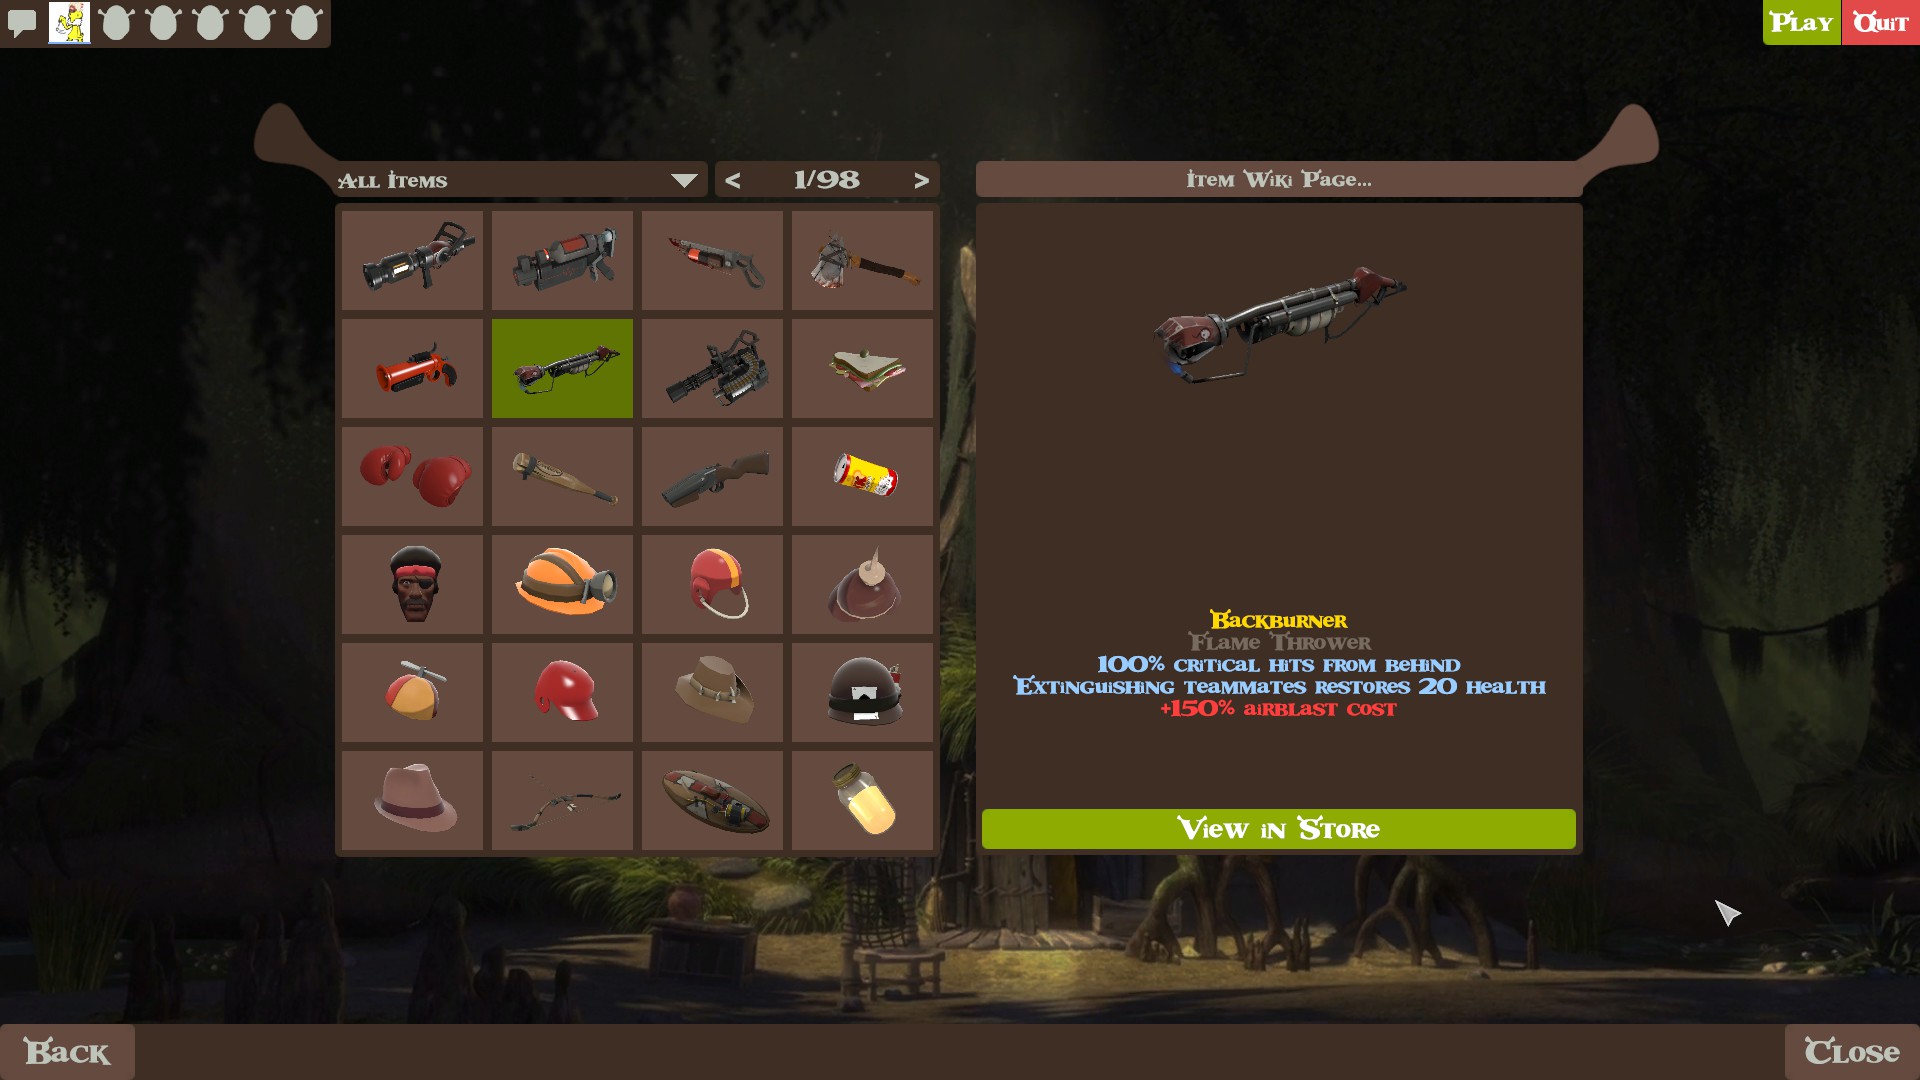 Play
Quit
All Items
< 1/98 >
Item Wiki Page...
Backburner
Flame Thrower
100% critical hits from behind
Extinguishing teammates restores 20 health
+150% airblast cost
View in Store
Back
Close